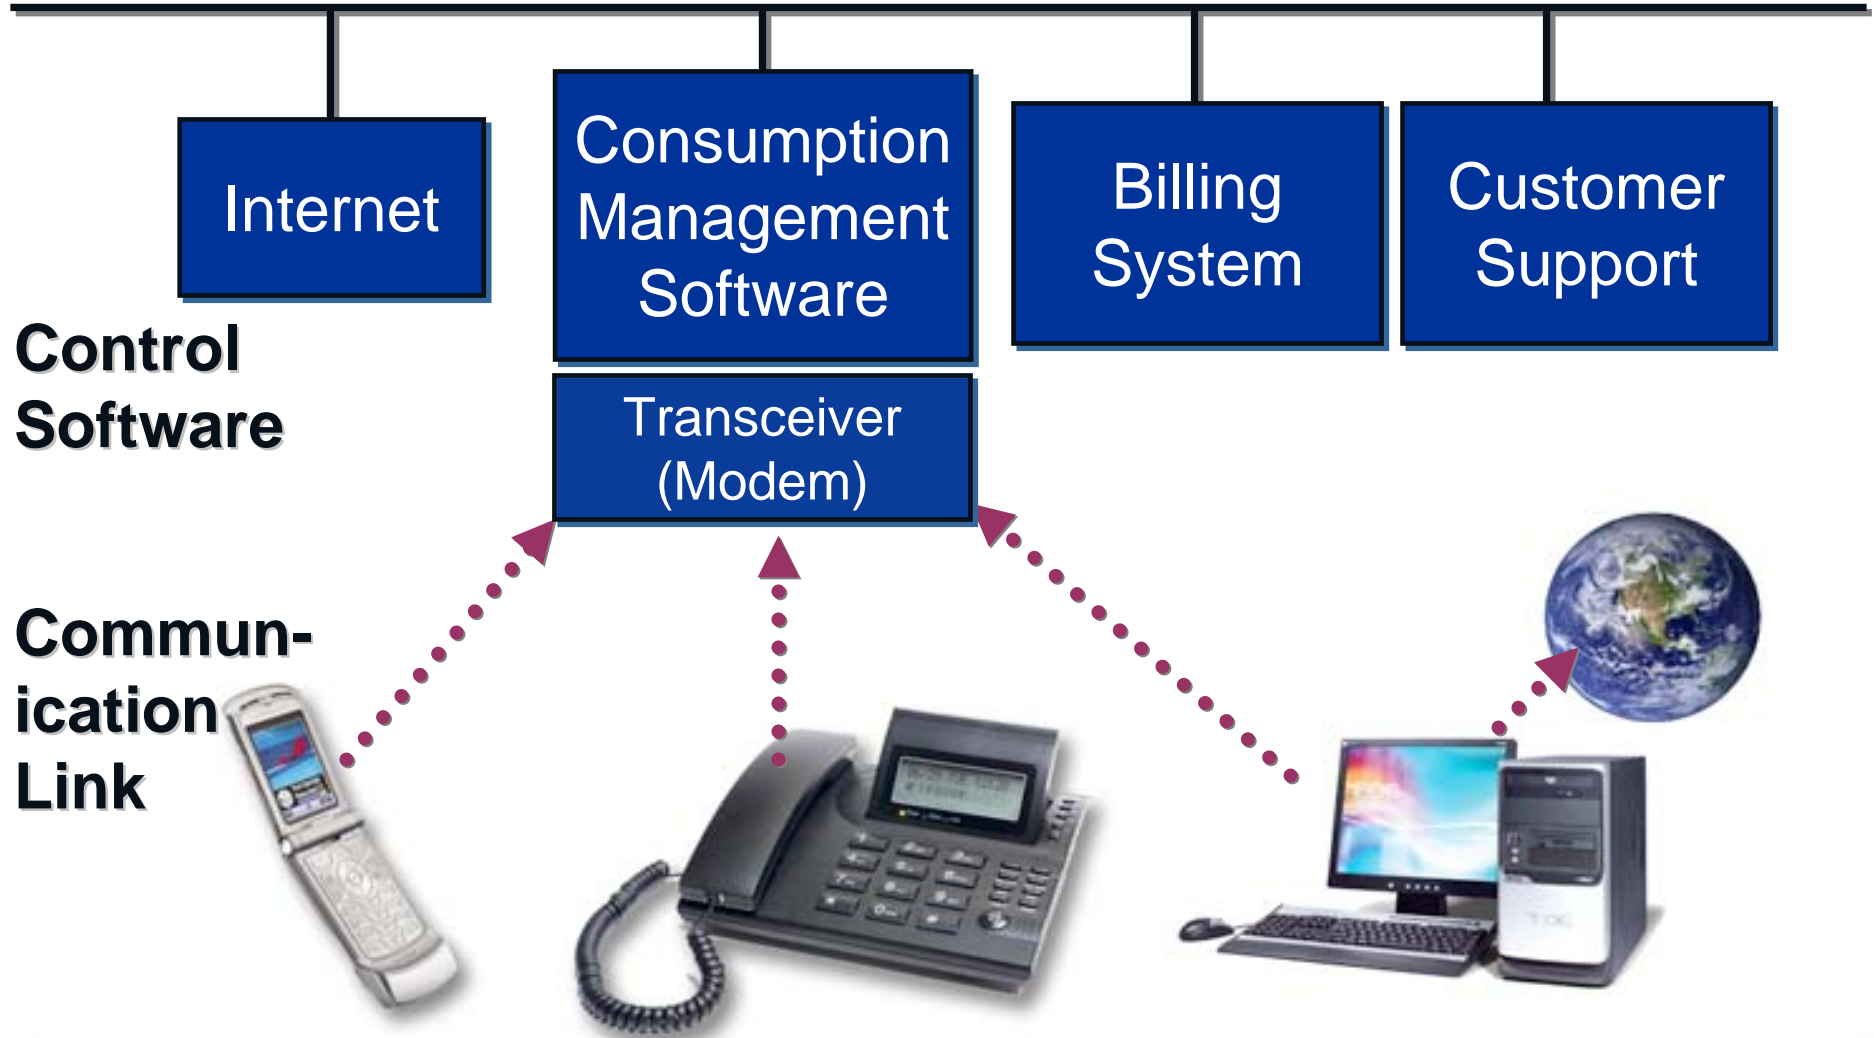 Internet
Consumption
Management
Software
Billing
System
Customer
Support
Control
Software
Transceiver
(Modem)
Commun-
ication
Link